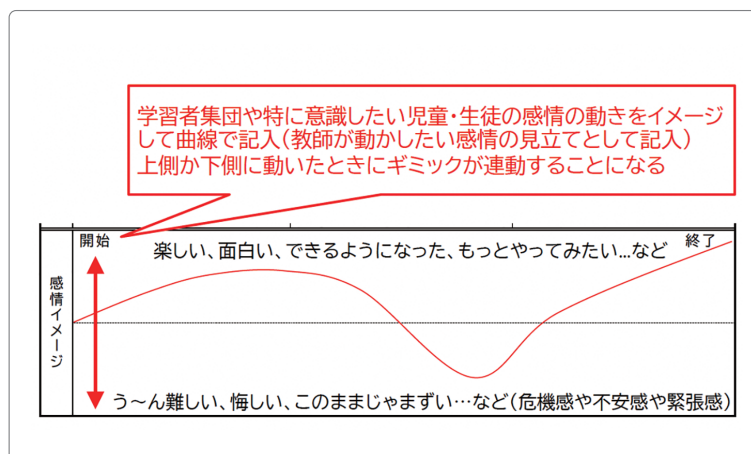 学習者集団や特に意識したい児童・生徒の感情の動きをイメージ
して曲線で記入（教師が動かしたい感情の見立てとして記入）
上側か下側に動いたときにギミックが連動することになる
開始
終了
楽しい、面白い、できるようになった、もっとやってみたい…など
感情イメージ
う～ん難しい、悔しい、このままじゃまずい…など（危機感や不安感や緊張感）